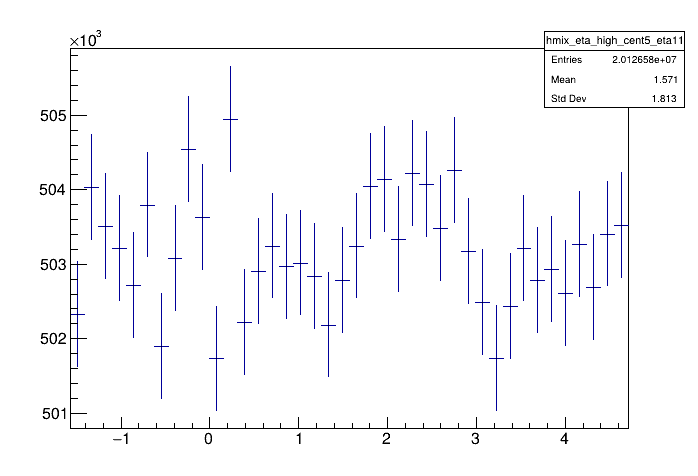 ×10³
hmix_eta_high_cent5_eta11
Entries 2.012658e+07
Mean 1.571
Std Dev 1.813
505
504
503
502
501
−1 0 1 2 3 4